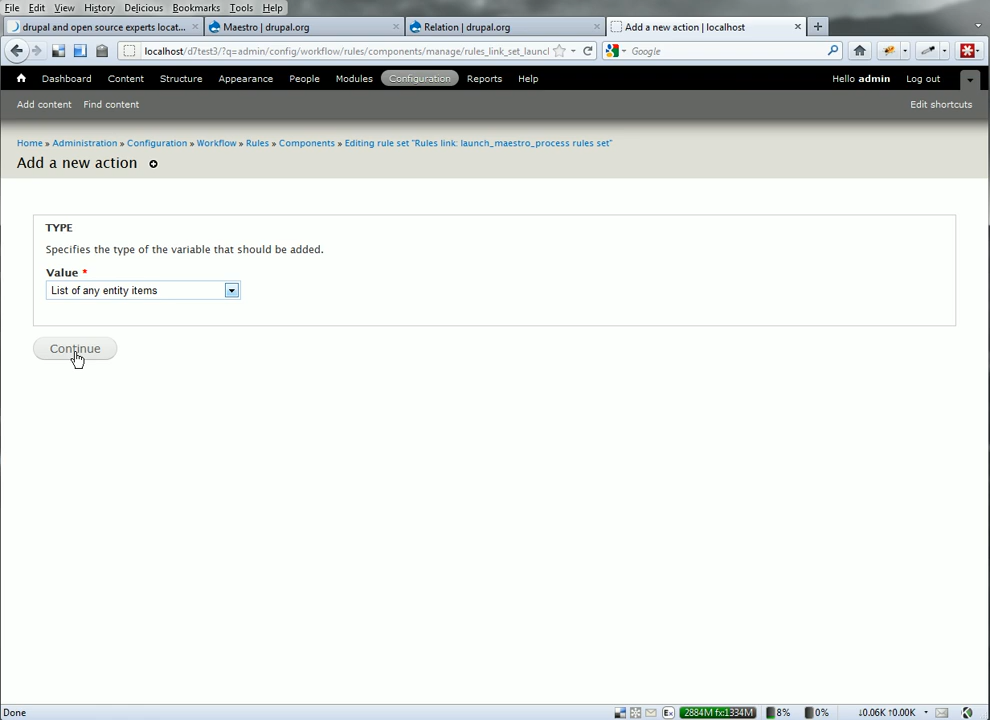 File Edit View History Delicious Bookmarks Tools Help
drupal and open source experts locat...
Maestro | drupal.org
Relation | drupal.org
Add a new action | localhost
localhost/d7test3/?q=admin/config/workflow/rules/components/manage/rules_link_set_launcl
Google
Dashboard Content Structure Appearance People Modules Configuration Reports Help Hello admin Log out
Add content Find content Edit shortcuts
Home » Administration » Configuration » Workflow » Rules » Components » Editing rule set "Rules link: launch_maestro_process rules set"
Add a new action
TYPE
Specifies the type of the variable that should be added.
Value *
List of any entity items
Continue
Done Ex 2884M fx:1334M 8% 0% ↓0.06K ↑0.00K